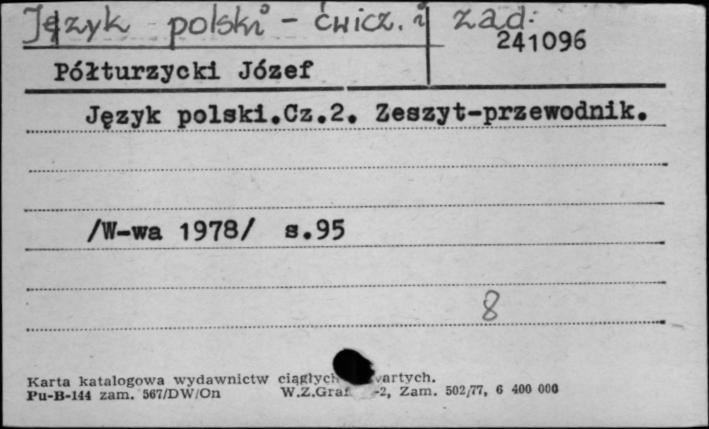 Język polski - ćwicz. i zad:
241096
Półturzycki Józef
Język polski.Cz.2. Zeszyt-przewodnik.
/W-wa 1978/ s.95
8
Karta katalogowa wydawnictw
Pu-B-144 zam. 567/DW/On W.Z.Graf -2, Zam. 502/77, 6 400 000